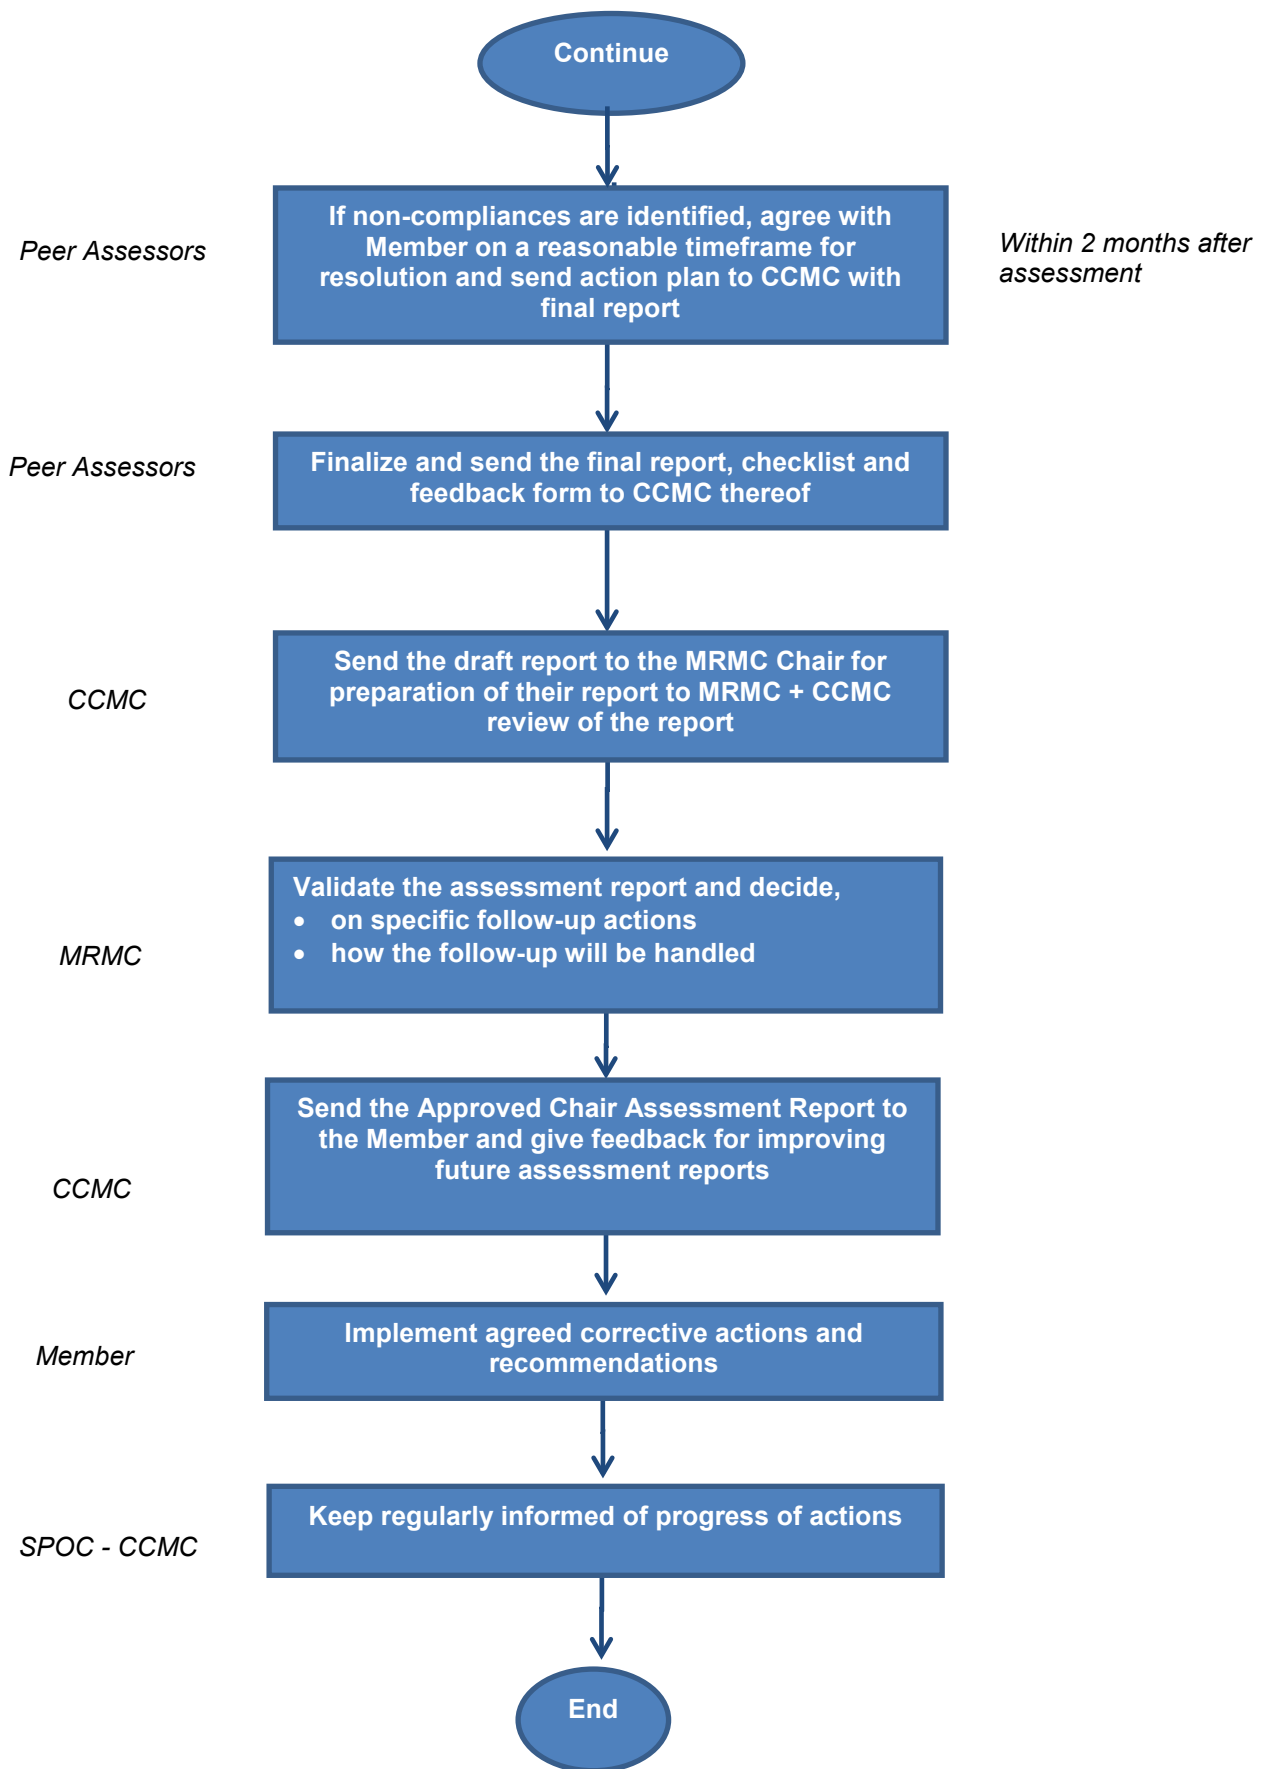 Continue
Peer Assessors
If non-compliances are identified, agree with
Member on a reasonable timeframe for
resolution and send action plan to CCMC with
final report
Within 2 months after
assessment
Peer Assessors
Finalize and send the final report, checklist and
feedback form to CCMC thereof
CCMC
Send the draft report to the MRMC Chair for
preparation of their report to MRMC + CCMC
review of the report
MRMC
Validate the assessment report and decide,
• on specific follow-up actions
• how the follow-up will be handled
CCMC
Send the Approved Chair Assessment Report to
the Member and give feedback for improving
future assessment reports
Member
Implement agreed corrective actions and
recommendations
SPOC - CCMC
Keep regularly informed of progress of actions
End